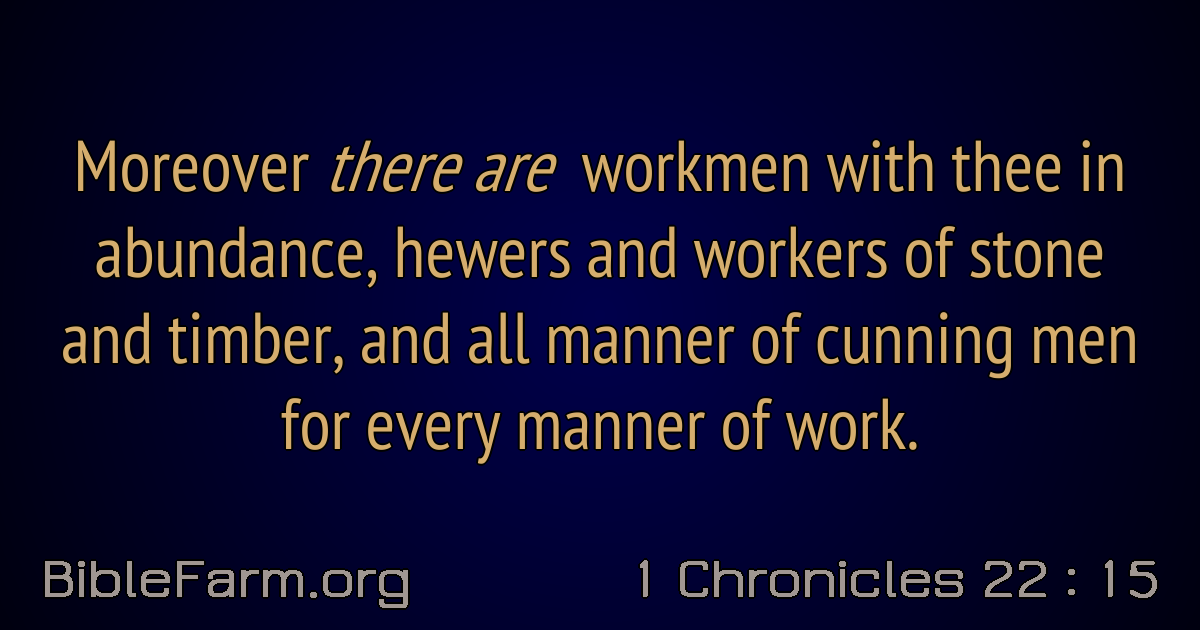 Moreover there are workmen with thee in
abundance, hewers and workers of stone
and timber, and all manner of cunning men
for every manner of work.
BibleFarm.org
1 Chronicles 22 : 15